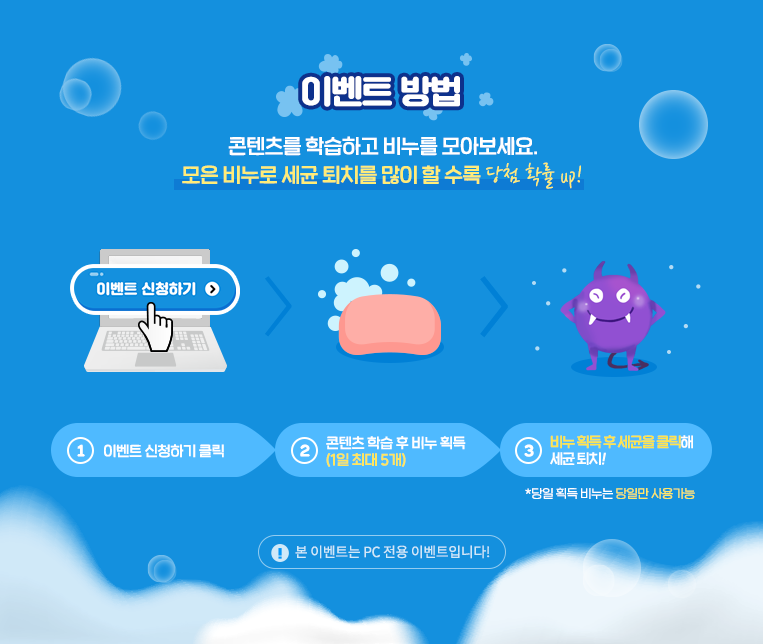 이벤트 방법
콘텐츠를 학습하고 비누를 모아보세요.
모은 비누로 세균 퇴치를 많이 할 수록 당첨 확률 up!
이벤트 신청하기
1 이벤트 신청하기 클릭
2 콘텐츠 학습 후 비누 획득
(1일 최대 5개)
3 비누 획득 후 세균을 클릭해
세균 퇴치!
*당일 획득 비누는 당일만 사용가능
! 본 이벤트는 PC 전용 이벤트입니다!